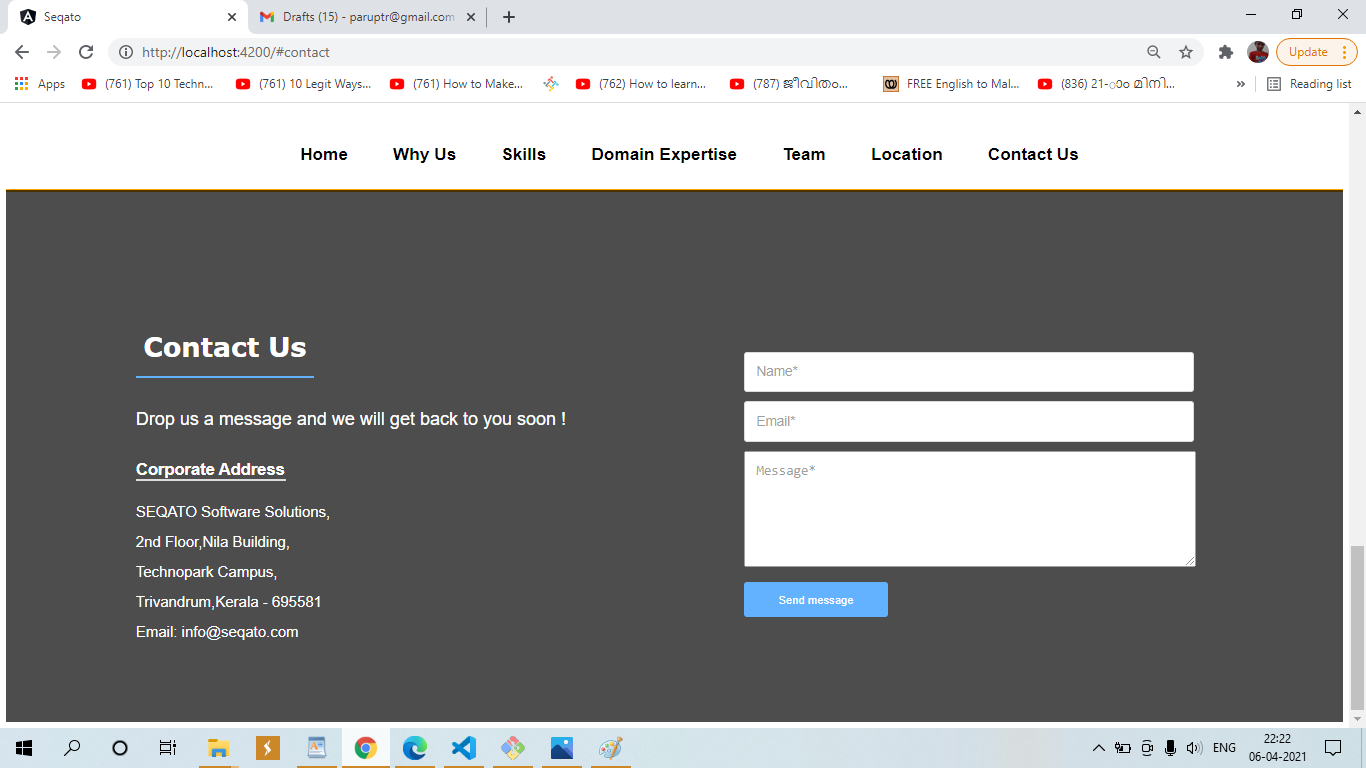 Seqato
Drafts (15) - paruptr@gmail.com
http://localhost:4200/#contact
Update
Apps
(761) Top 10 Techn...
(761) 10 Legit Ways...
(761) How to Make...
(762) How to learn...
(787) ജീവിതം...
FREE English to Mal...
(836) 21-ാം മിനി...
»
Reading list
Home
Why Us
Skills
Domain Expertise
Team
Location
Contact Us
Contact Us
Drop us a message and we will get back to you soon !
Corporate Address
SEQATO Software Solutions,
2nd Floor,Nila Building,
Technopark Campus,
Trivandrum,Kerala - 695581
Email: info@seqato.com
Name*
Email*
Message*
Send message
ENG
22:22
06-04-2021